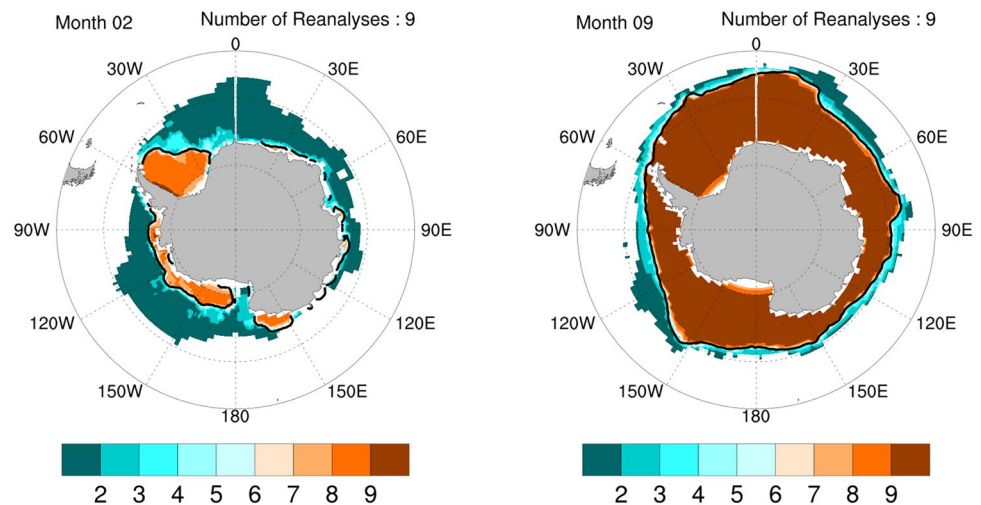 Month 02 Number of Reanalyses : 9
0
30W 30E
60W 60E
90W 90E
120W 120E
150W 150E
180
2 3 4 5 6 7 8 9
Month 09 Number of Reanalyses : 9
0
30W 30E
60W 60E
90W 90E
120W 120E
150W 150E
180
2 3 4 5 6 7 8 9